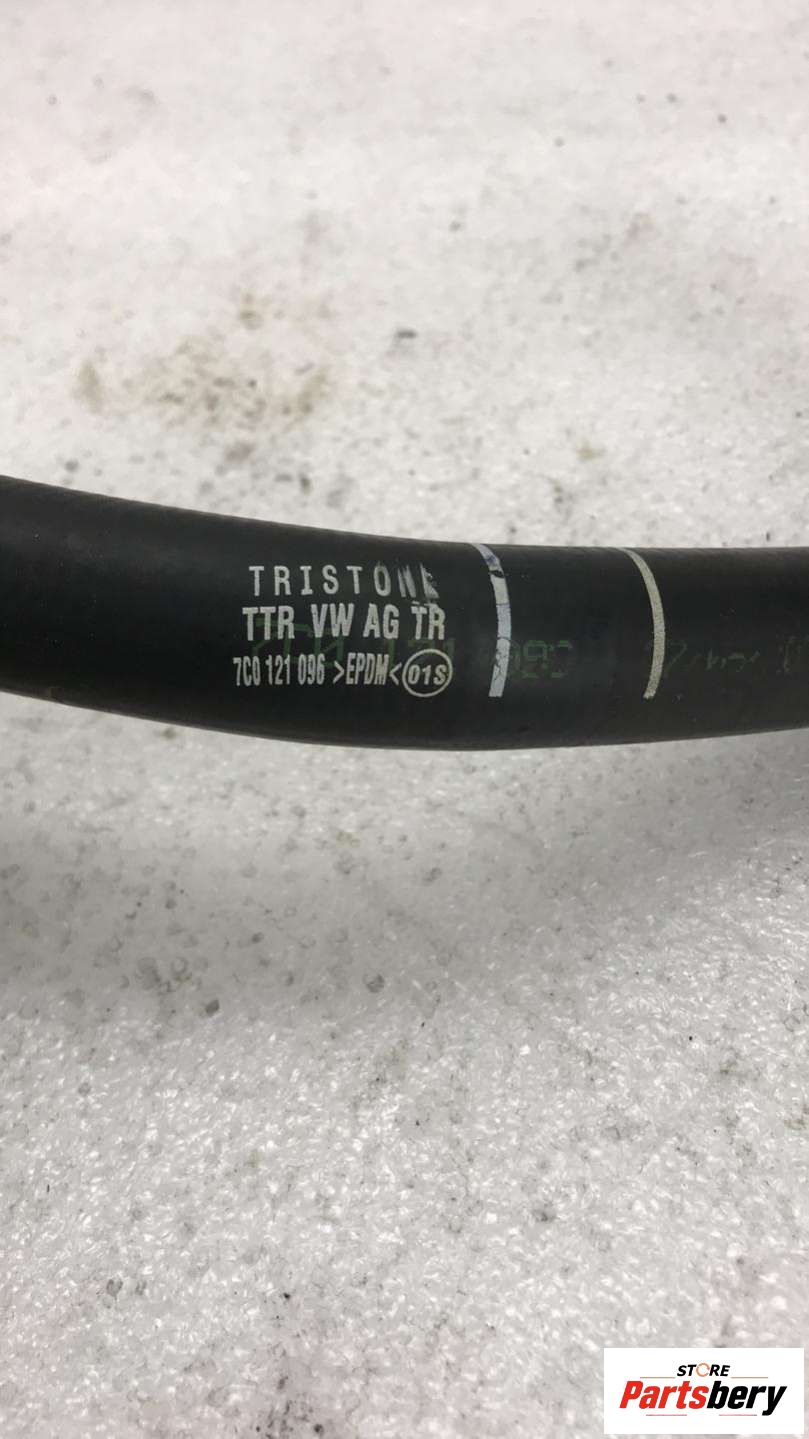 TRISTONE
TTR VW AG TR
7C0 121 096 >EPDM< 01S
STORE
Partsbery